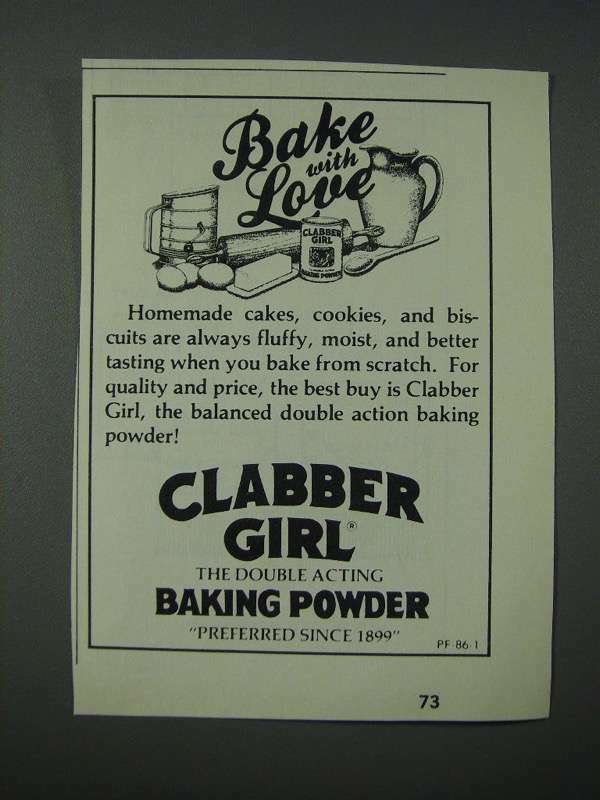 Bake
with
Love
CLABBER
GIRL
BAKING POWDER
Homemade cakes, cookies, and bis-
cuits are always fluffy, moist, and better
tasting when you bake from scratch. For
quality and price, the best buy is Clabber
Girl, the balanced double action baking
powder!
CLABBER
GIRL®
THE DOUBLE ACTING
BAKING POWDER
"PREFERRED SINCE 1899"
PF-86-1
73